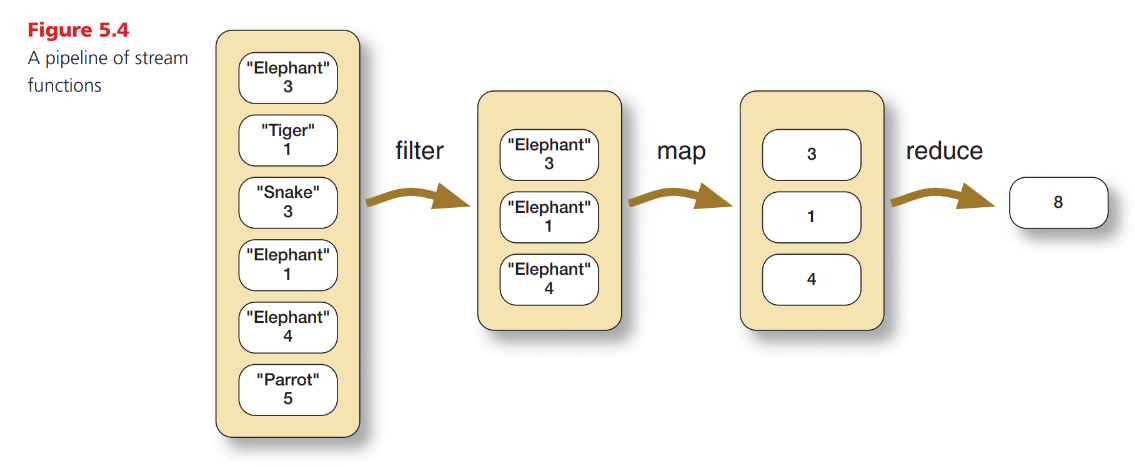 Figure 5.4
A pipeline of stream
functions
"Elephant"
3
"Tiger"
1
"Snake"
3
"Elephant"
1
"Elephant"
4
"Parrot"
5
filter
"Elephant"
3
"Elephant"
1
"Elephant"
4
map
3
1
4
reduce
8